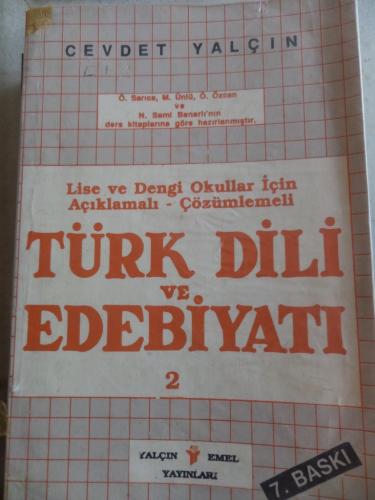 CEVDET YALÇIN
Ö. Sarıca, M. Ünlü, Ö. Özcan
ve
N. Sami Banarlı'nın
ders kitaplarına göre hazırlanmıştır.
Lise ve Dengi Okullar İçin
Açıklamalı - Çözümlemeli
TÜRK DİLİ
VE
EDEBİYATI
2
YALÇIN EMEL
YAYINLARI
7. BASKI